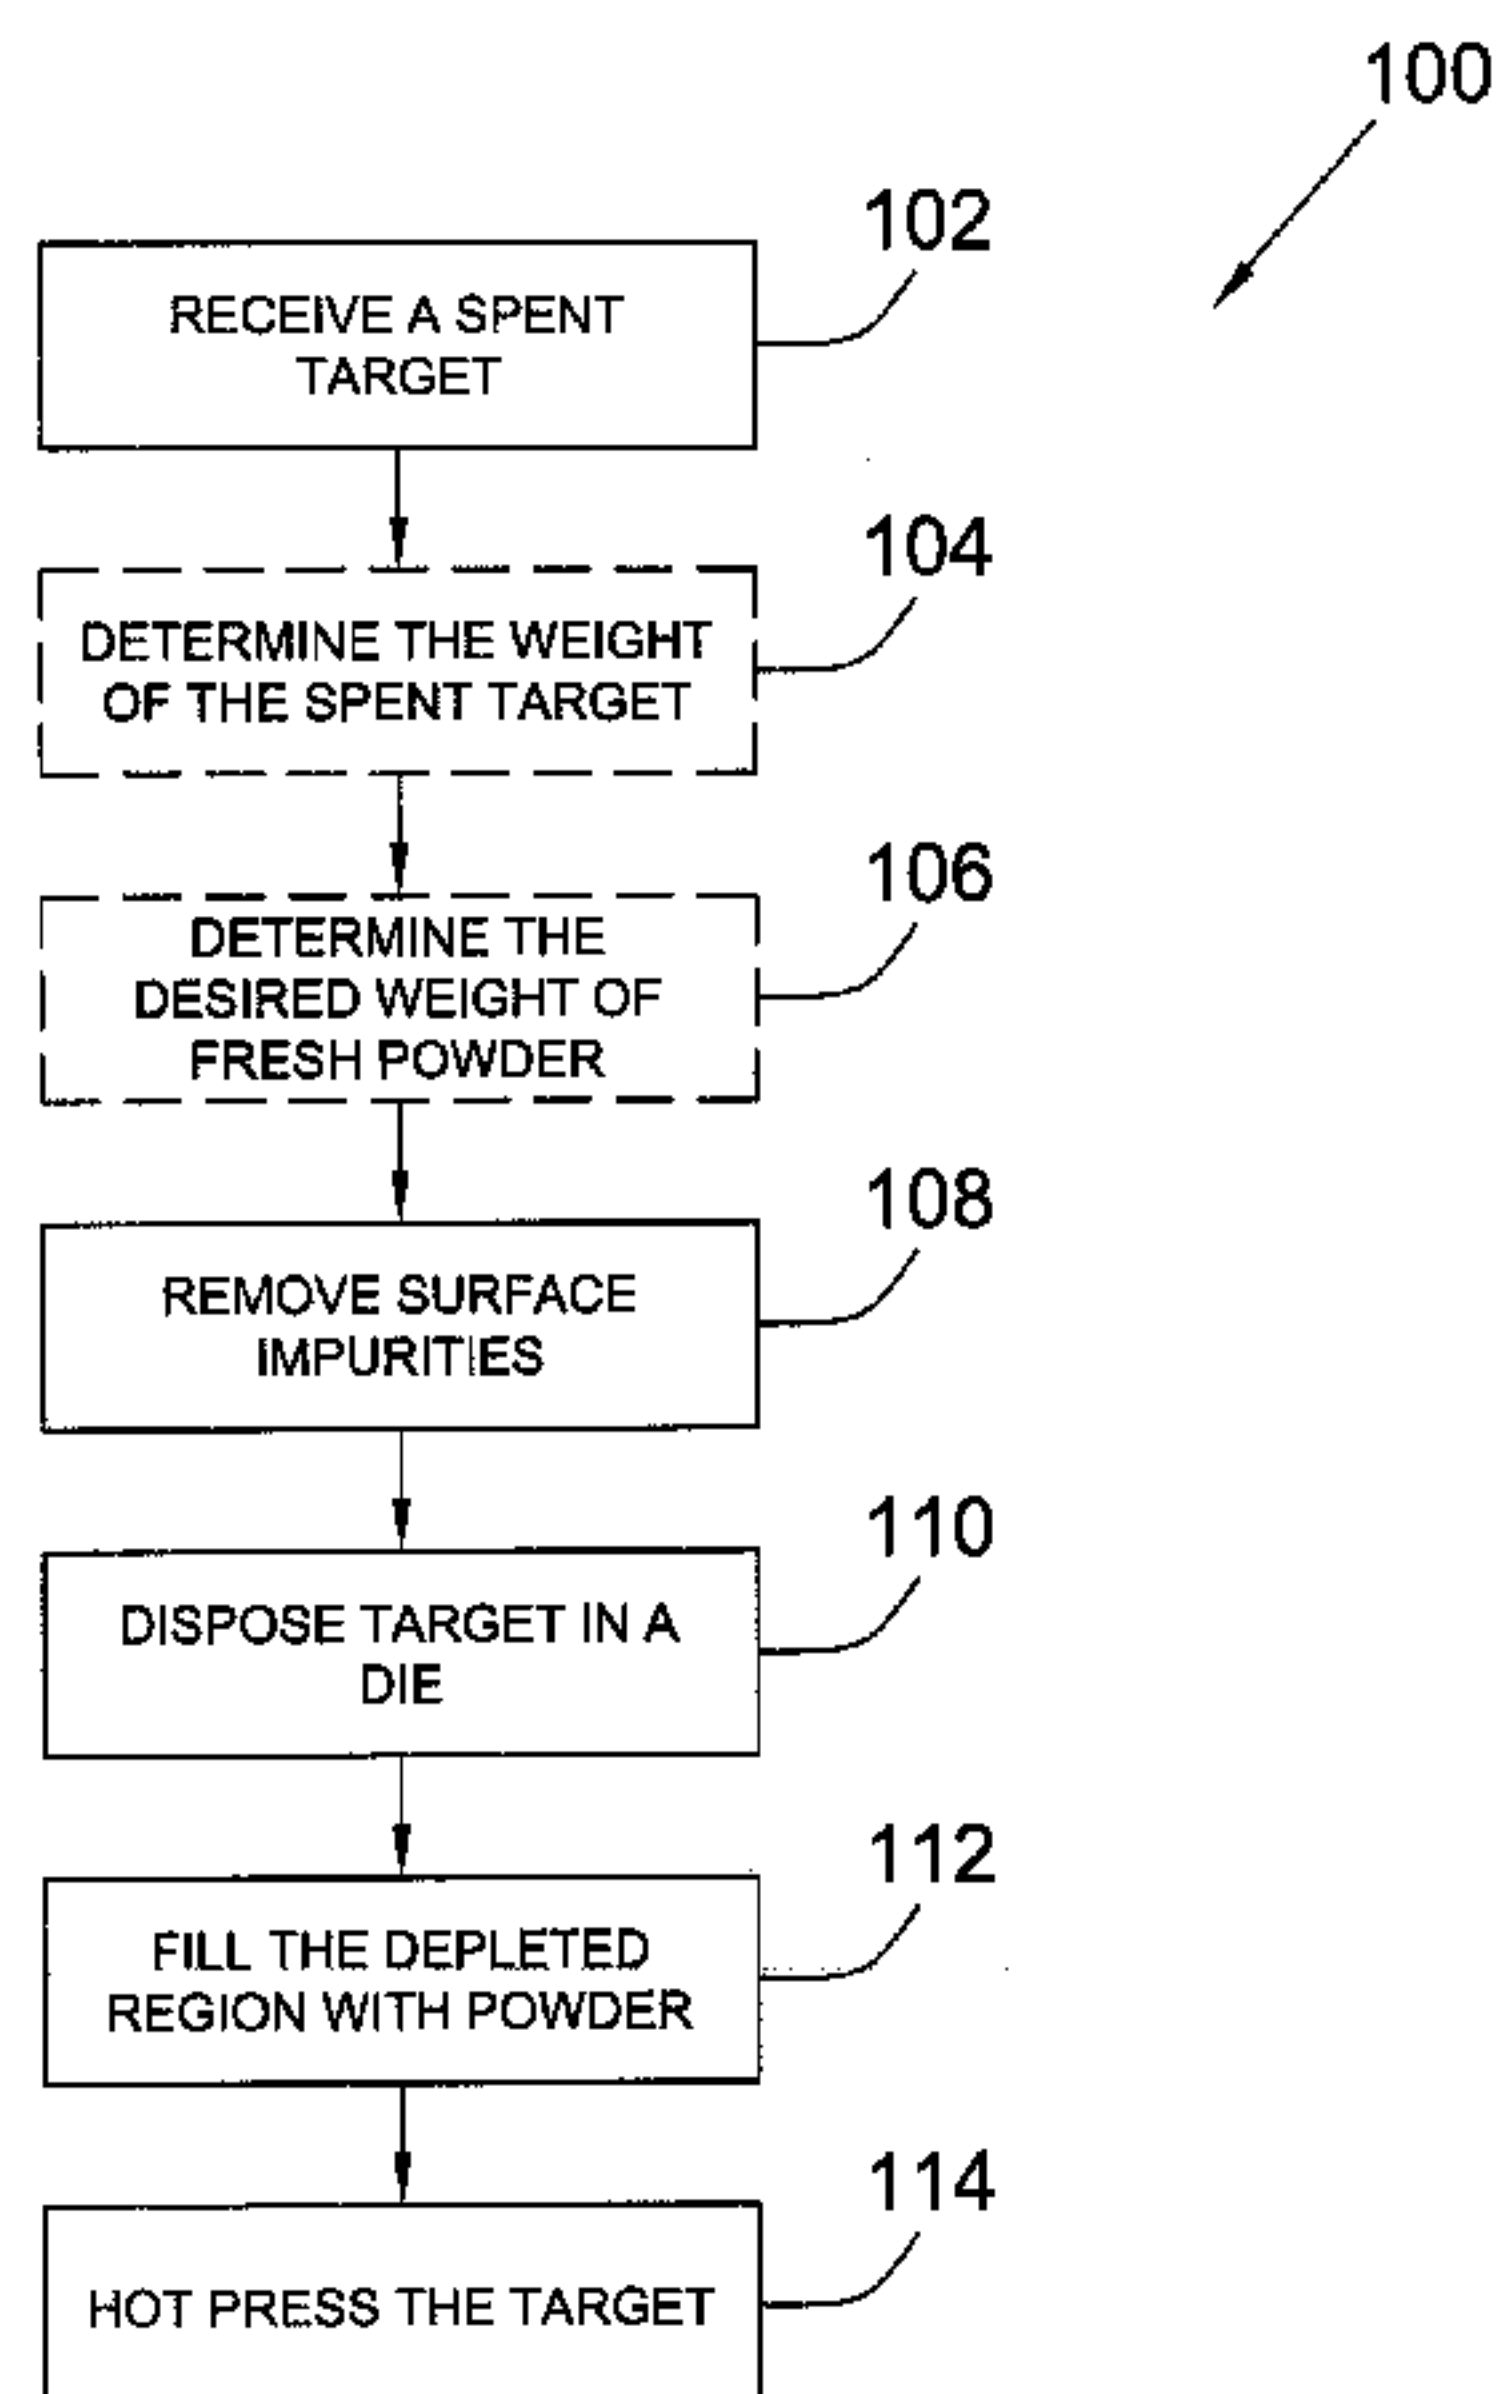 100
102
RECEIVE A SPENT
TARGET
104
DETERMINE THE WEIGHT
OF THE SPENT TARGET
106
DETERMINE THE
DESIRED WEIGHT OF
FRESH POWDER
108
REMOVE SURFACE
IMPURITIES
110
DISPOSE TARGET IN A
DIE
112
FILL THE DEPLETED
REGION WITH POWDER
114
HOT PRESS THE TARGET